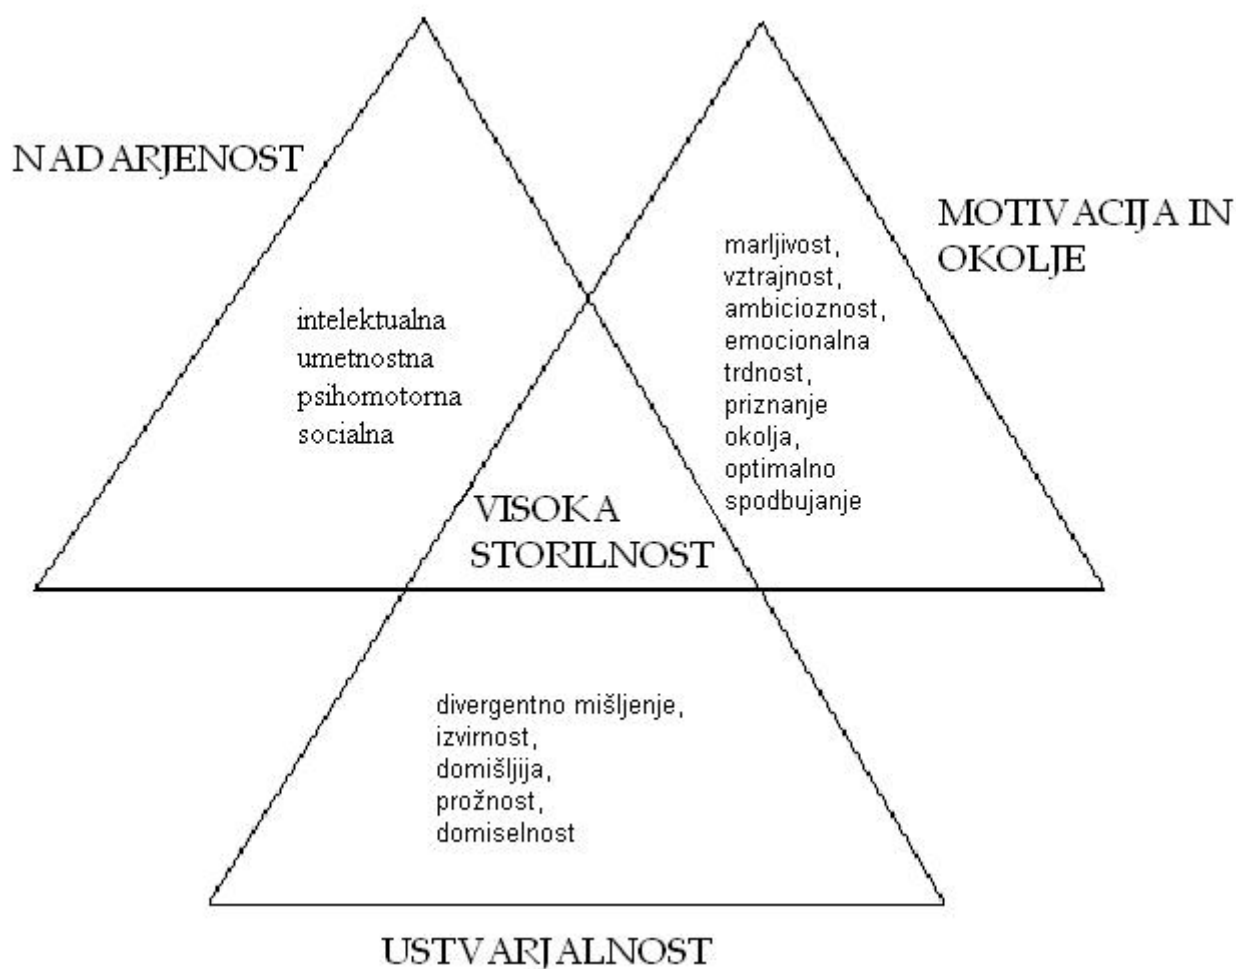 NADARJENOST
intelektualna
umetnostna
psihomotorna
socialna
MOTIVACIJA IN
OKOLJE
marljivost,
vztrajnost,
ambicioznost,
emocionalna
trdnost,
priznanje
okolja,
optimalno
spodbujanje
VISOKA
STORILNOST
divergentno mišljenje,
izvirnost,
domišljija,
prožnost,
domiselnost
USTVARJALNOST